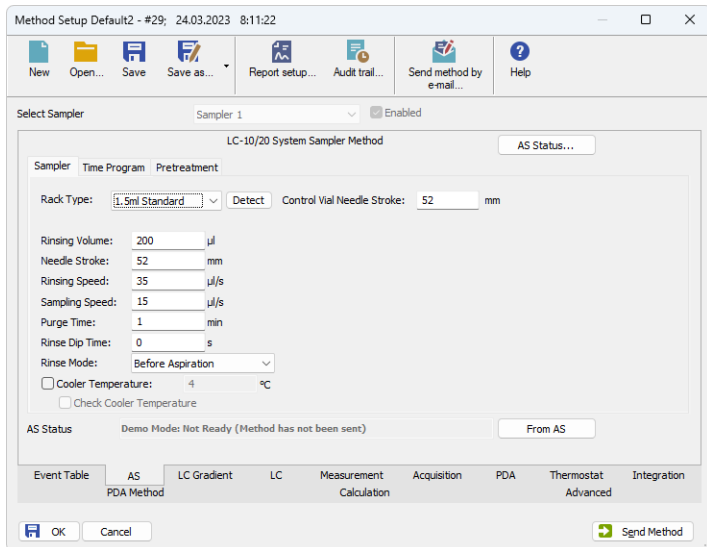 Method Setup Default2 - #29; 24.03.2023 8:11:22
New Open... Save Save as... Report setup... Audit trail... Send method by e-mail... Help
Select Sampler Sampler 1 Enabled
LC-10/20 System Sampler Method AS Status...
Sampler Time Program Pretreatment
Rack Type: 1.5ml Standard Detect Control Vial Needle Stroke: 52 mm
Rinsing Volume: 200 µl
Needle Stroke: 52 mm
Rinsing Speed: 35 µl/s
Sampling Speed: 15 µl/s
Purge Time: 1 min
Rinse Dip Time: 0 s
Rinse Mode: Before Aspiration
Cooler Temperature: 4 ºC
Check Cooler Temperature
AS Status Demo Mode: Not Ready (Method has not been sent) From AS
Event Table AS LC Gradient LC Measurement Acquisition PDA Thermostat Integration
PDA Method Calculation Advanced
OK Cancel Send Method